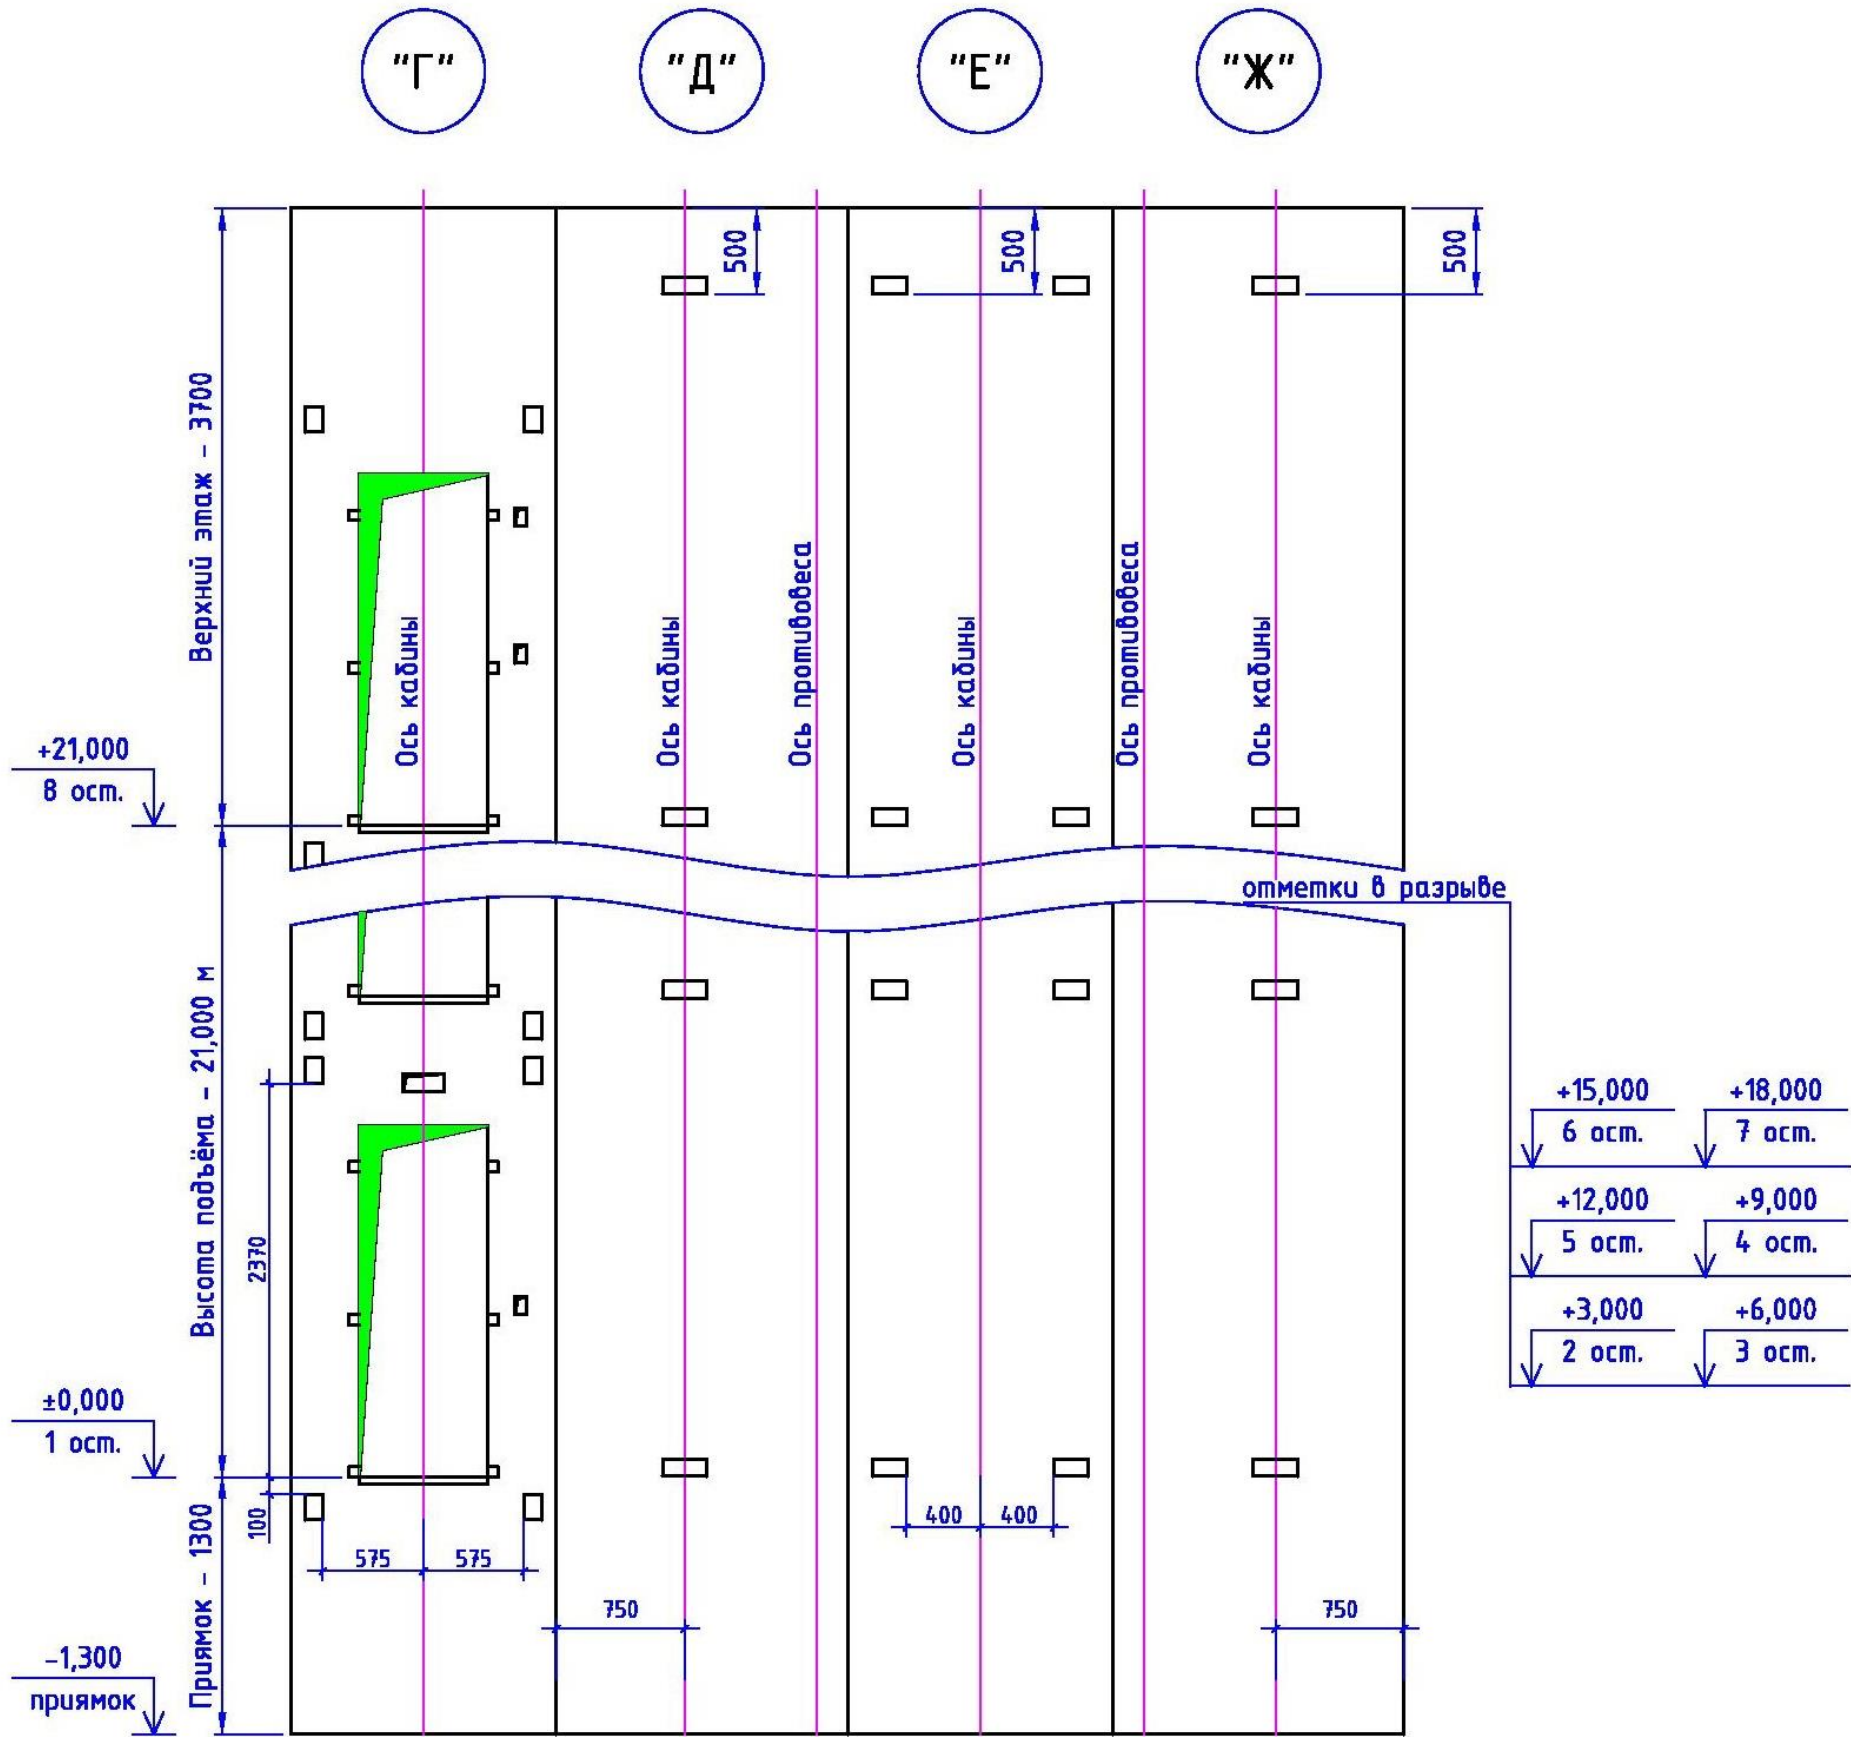 "Г" "Д" "Е" "Ж"
500 500 500
Верхний этаж - 3700
Ось кабины
Ось кабины
Ось противовеса
Ось кабины
Ось противовеса
Ось кабины
+21,000
8 ост.
отметки в разрыве
Высота подъёма - 21,000 м
2370
+15,000 +18,000
6 ост. 7 ост.
+12,000 +9,000
5 ост. 4 ост.
+3,000 +6,000
2 ост. 3 ост.
±0,000
1 ост.
Приямок - 1300
100
400 400
575 575
750 750
-1,300
приямок